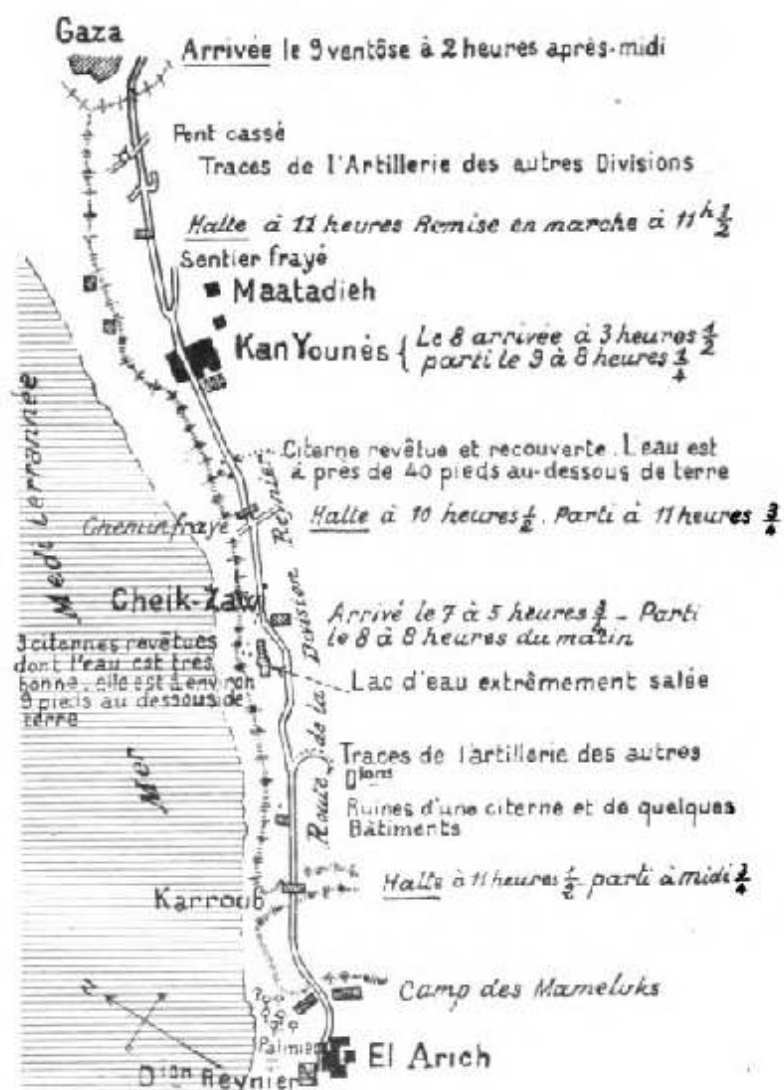 Gaza
Arrivée le 9 ventôse à 2 heures après-midi
Pont cassé
Traces de l'Artillerie des autres Divisions
Halte à 11 heures Remise en marche à 11 h ½
Sentier frayé
Maatadieh
Kan Younès
Le 8 arrivée à 3 heures ½
parti le 9 à 8 heures ¼
Citerne revêtue et recouverte. L'eau est
à près de 40 pieds au-dessous de terre
Chemin frayé
Halte à 10 heures ½. Parti à 11 heures ¾
Cheik-Zawi
Arrivé le 7 à 5 heures ¾ - Parti
le 8 à 8 heures du matin
3 citernes revêtues
dont l'eau est très
bonne, elle est à environ
9 pieds au dessous de
terre
Lac d'eau extrêmement salée
Route de la Division Reynier
Traces de l'artillerie des autres
Dions
Ruines d'une citerne et de quelques
Bâtiments
Karroub
Halte à 11 heures ½ parti à midi ¾
Camp des Mameluks
Palmiers
El Arich
Dion Reynier
Mer Mediterrannée
N